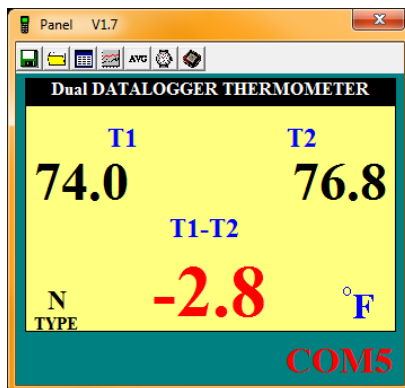 Panel V1.7
AVG
Dual DATALOGGER THERMOMETER
T1 T2
74.0 76.8
T1-T2
-2.8
N
TYPE
°F
COM5